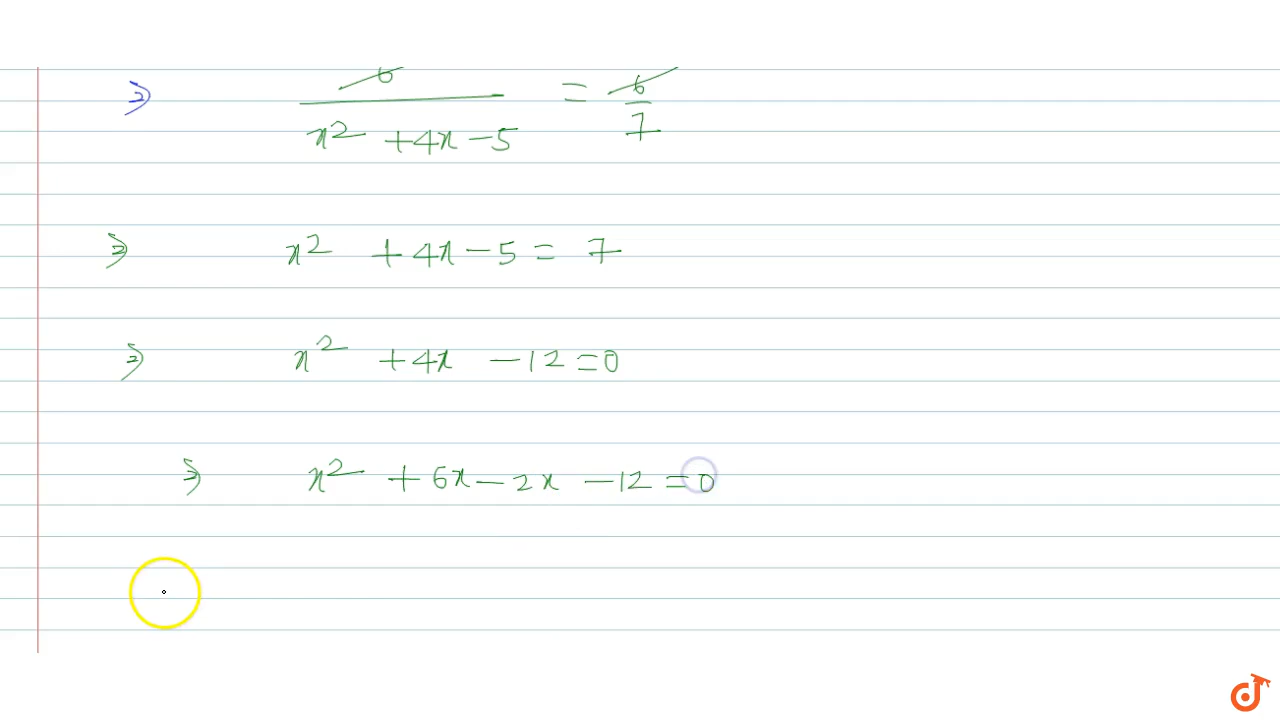 ⇒ 6/(x² + 4x − 5) = 6/7
⇒ x² + 4x − 5 = 7
⇒ x² + 4x − 12 = 0
⇒ x² + 6x − 2x − 12 = 0